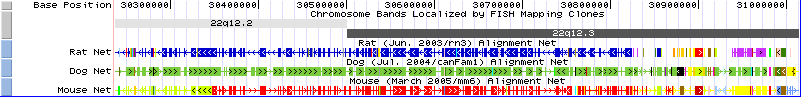 Base Position 30300000 30400000 30500000 30600000 30700000 30800000 30900000 31000000
Chromosome Bands Localized by FISH Mapping Clones
22q12.2
22q12.3
Rat (Jun. 2003/rn3) Alignment Net
Rat Net
Dog (Jul. 2004/canFam1) Alignment Net
Dog Net
Mouse (March 2005/mm6) Alignment Net
Mouse Net